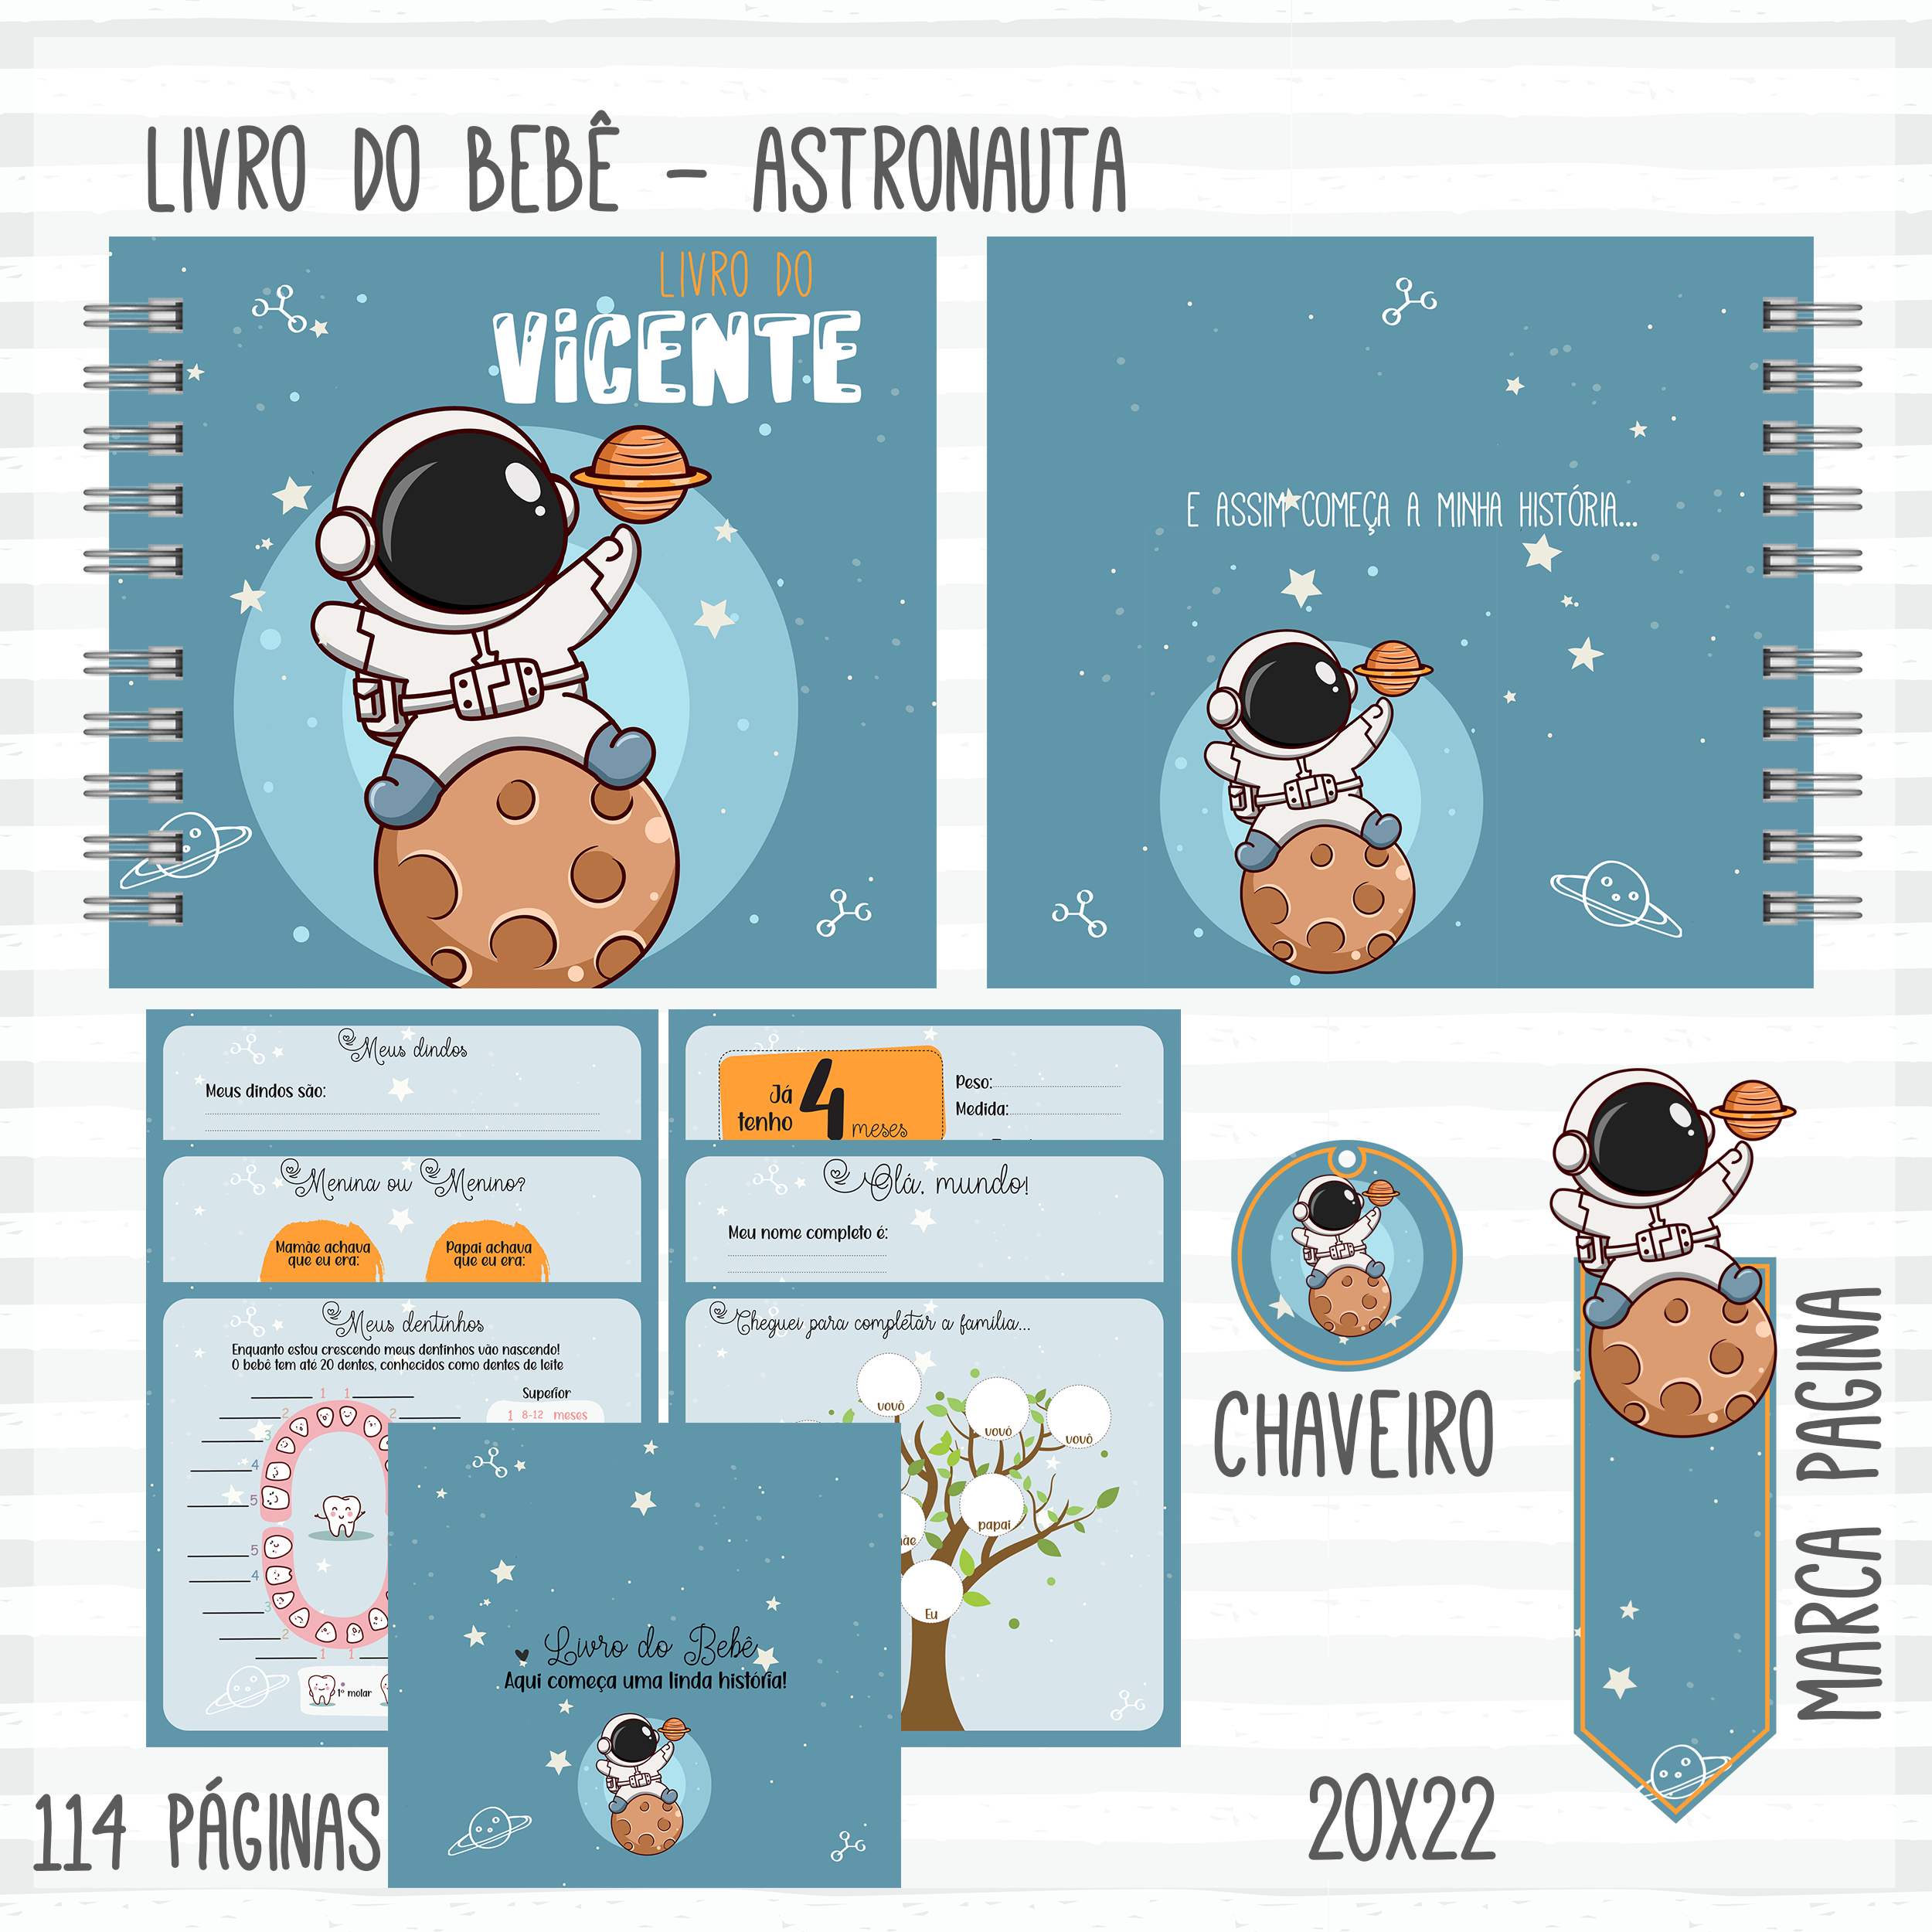 LIVRO DO BEBÊ - ASTRONAUTA
LIVRO DO
VICENTE
E ASSIM COMEÇA A MINHA HISTÓRIA...
Meus dindos
Meus dindos são:
Já
tenho
4
meses
Peso:
Medida:
Menina ou Menino?
Mamãe achava
que eu era:
Papai achava
que eu era:
Olá, mundo!
Meu nome completo é:
Meus dentinhos
Enquanto estou crescendo meus dentinhos vão nascendo!
O bebê tem até 20 dentes, conhecidos como dentes de leite
Superior
1 8-12 meses
1 1
2 2
3
4
5
5
4
3
2
1 1
1º molar
Cheguei para completar a família...
vovô
vovó
vovô
papai
Eu
Livro do Bebê
Aqui começa uma linda história!
CHAVEIRO
MARCA PAGINA
114 PÁGINAS
20X22